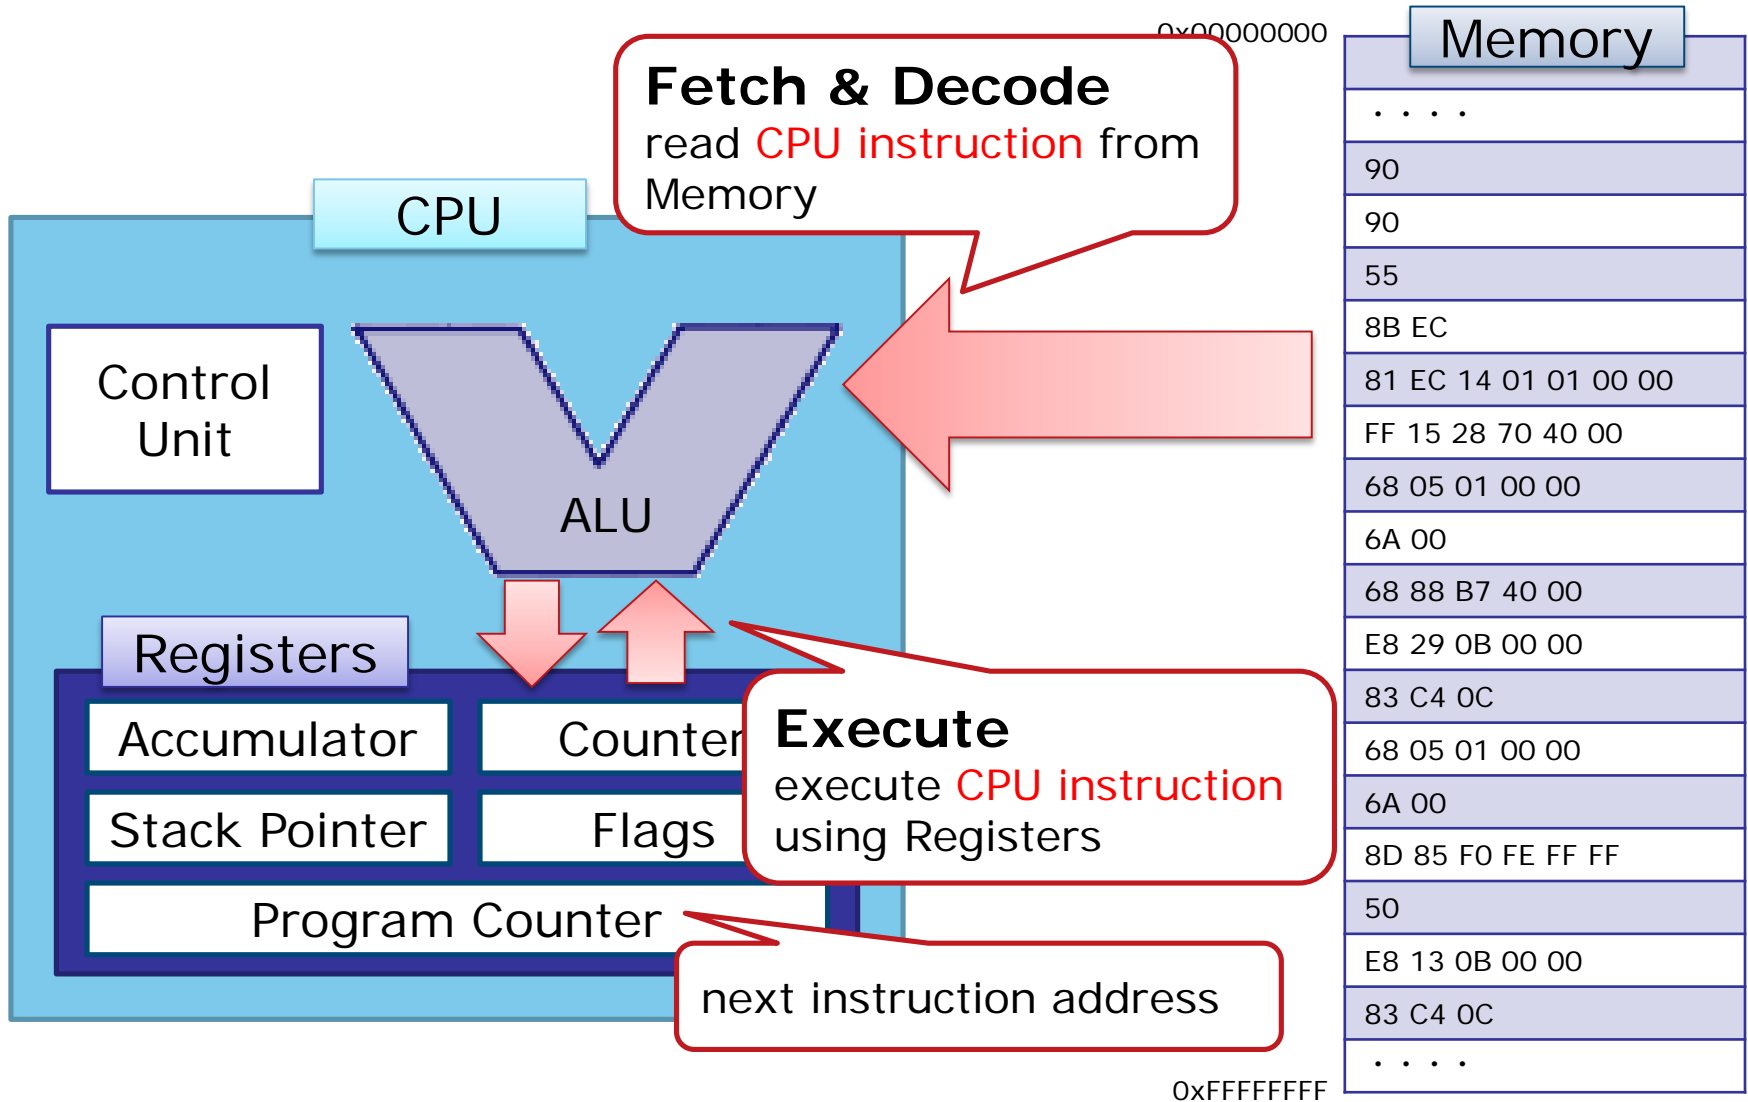 0x00000000
Memory
Fetch & Decode
read CPU instruction from
Memory
CPU
Control
Unit
ALU
Registers
Accumulator
Counter
Stack Pointer
Flags
Program Counter
Execute
execute CPU instruction
using Registers
next instruction address
. . . .
90
90
55
8B EC
81 EC 14 01 01 00 00
FF 15 28 70 40 00
68 05 01 00 00
6A 00
68 88 B7 40 00
E8 29 0B 00 00
83 C4 0C
68 05 01 00 00
6A 00
8D 85 F0 FE FF FF
50
E8 13 0B 00 00
83 C4 0C
. . . .
0xFFFFFFFF